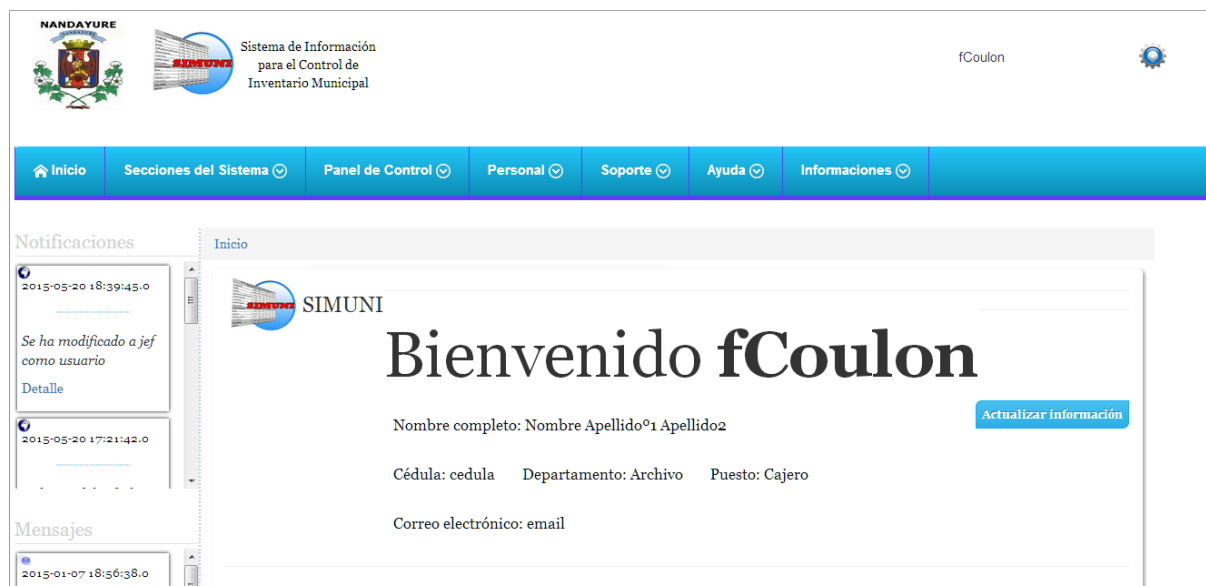 NANDAYURE
NANDAYURE
SIMUNI
Sistema de Información
para el Control de
Inventario Municipal
fCoulon
Inicio
Secciones del Sistema
Panel de Control
Personal
Soporte
Ayuda
Informaciones
Notificaciones
2015-05-20 18:39:45.0
Se ha modificado a jef
como usuario
Detalle
2015-05-20 17:21:42.0
Mensajes
2015-01-07 18:56:38.0
Inicio
SIMUNI
SIMUNI
Bienvenido fCoulon
Actualizar información
Nombre completo: Nombre Apellidoº1 Apellido2
Cédula: cedula Departamento: Archivo Puesto: Cajero
Correo electrónico: email